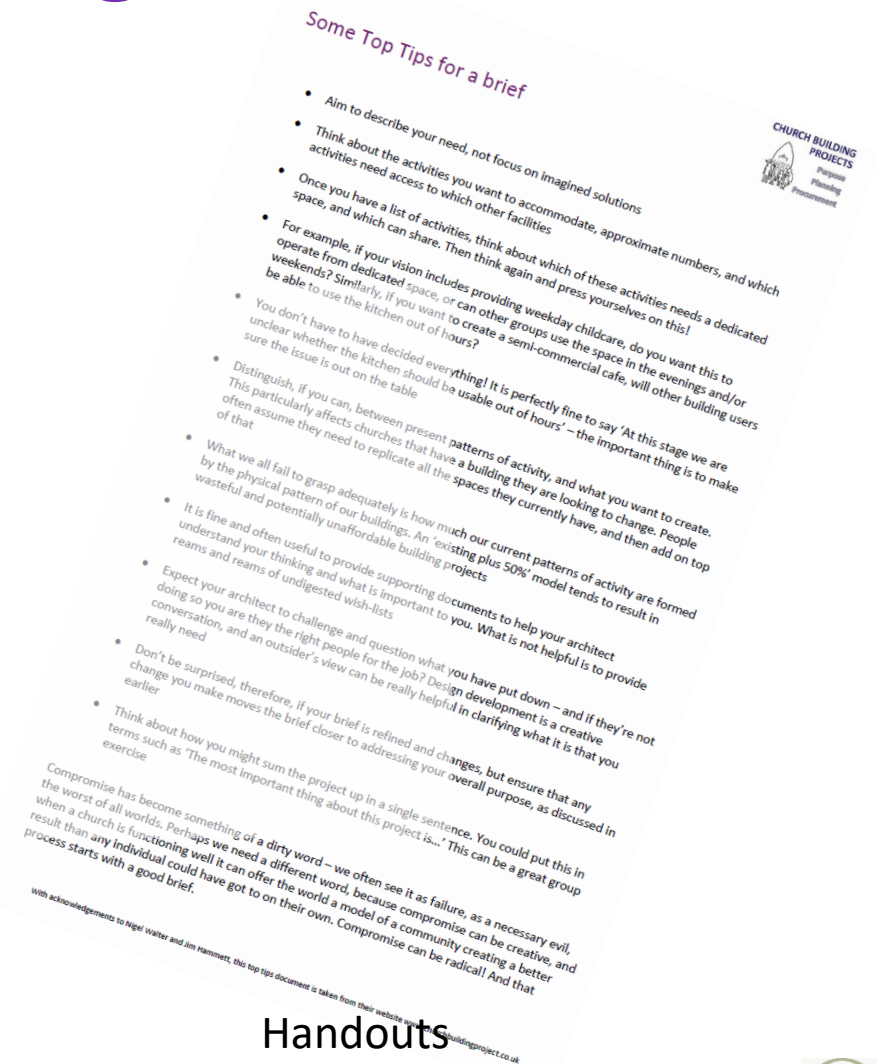 Some Top Tips for a brief
CHURCH BUILDING
PROJECTS
Purpose
Planning
Procurement
• Aim to describe your need, not focus on imagined solutions
• Think about the activities you want to accommodate, approximate numbers, and which
activities need access to which other facilities
• Once you have a list of activities, think about which of these activities needs a dedicated
space, and which can share. Then think again and press yourselves on this!
• For example, if your vision includes providing weekday childcare, do you want this to
operate from dedicated space, or can other groups use the space in the evenings and/or
weekends? Similarly, if you want to create a semi-commercial cafe, will other building users
be able to use the kitchen out of hours?
• You don't have to have decided everything! It is perfectly fine to say 'At this stage we are
unclear whether the kitchen should be usable out of hours' – the important thing is to make
sure the issue is out on the table
• Distinguish, if you can, between present patterns of activity, and what you want to create.
This particularly affects churches that have a building they are looking to change. People
often assume they need to replicate all the spaces they currently have, and then add on top
of that
• What we all fail to grasp adequately is how much our current patterns of activity are formed
by the physical pattern of our buildings. An 'existing plus 50%' model tends to result in
wasteful and potentially unaffordable building projects
• It is fine and often useful to provide supporting documents to help your architect
understand your thinking and what is important to you. What is not helpful is to provide
reams and reams of undigested wish-lists
• Expect your architect to challenge and question what you have put down – and if they're not
doing so you are they the right people for the job? Design development is a creative
conversation, and an outsider's view can be really helpful in clarifying what it is that you
really need
• Don't be surprised, therefore, if your brief is refined and changes, but ensure that any
change you make moves the brief closer to addressing your overall purpose, as discussed in
earlier
• Think about how you might sum the project up in a single sentence. You could put this in
terms such as 'The most important thing about this project is...' This can be a great group
exercise
Compromise has become something of a dirty word – we often see it as failure, as a necessary evil,
the worst of all worlds. Perhaps we need a different word, because compromise can be creative, and
when a church is functioning well it can offer the world a model of a community creating a better
result than any individual could have got to on their own. Compromise can be radical! And that
process starts with a good brief.
With acknowledgements to Nigel Walter and Jim Hammett, this top tips document is taken from their website
Handouts